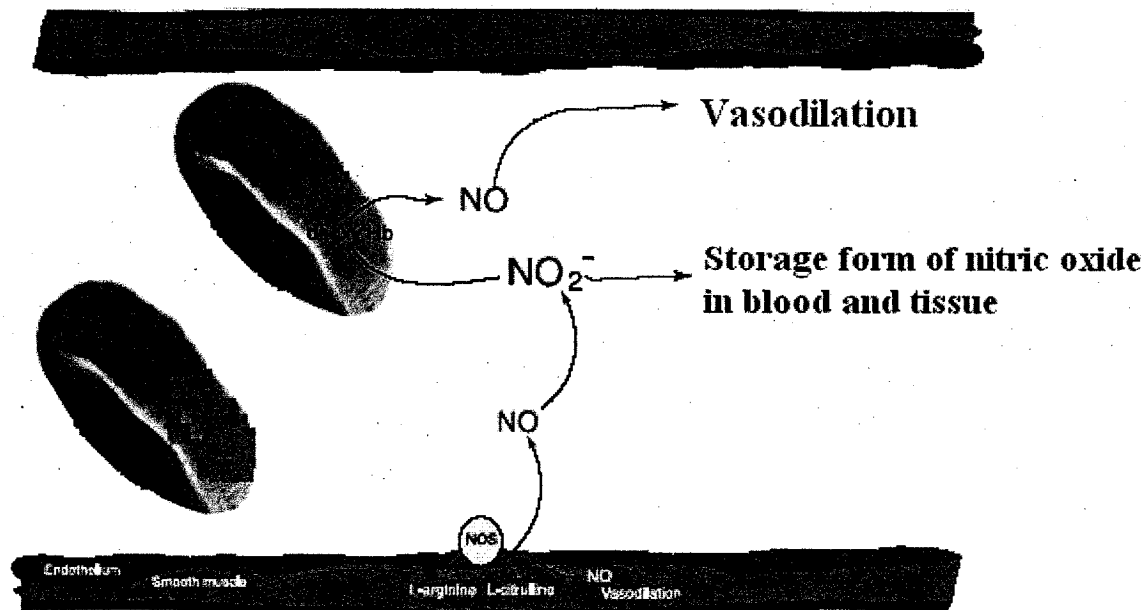 Vasodilation
NO
NO₂⁻
Storage form of nitric oxide
in blood and tissue
NO
NOS
Endothelium
Smooth muscle
L-arginine L-citrulline
NO
Vasodilation